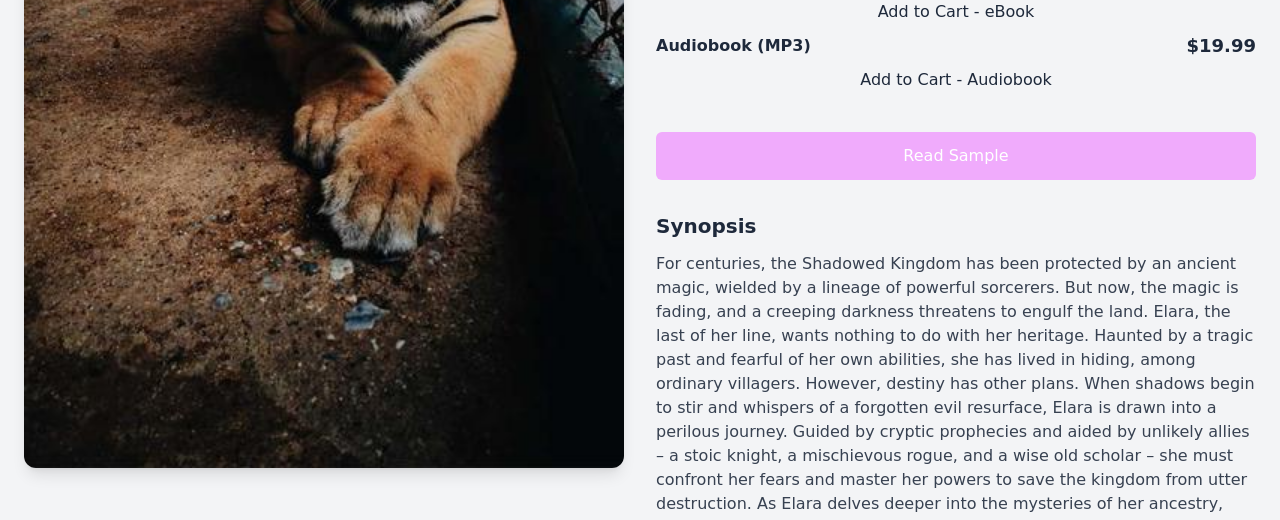 Add to Cart - eBook
Audiobook (MP3) $19.99
Add to Cart - Audiobook
Read Sample
Synopsis
For centuries, the Shadowed Kingdom has been protected by an ancient
magic, wielded by a lineage of powerful sorcerers. But now, the magic is
fading, and a creeping darkness threatens to engulf the land. Elara, the
last of her line, wants nothing to do with her heritage. Haunted by a tragic
past and fearful of her own abilities, she has lived in hiding, among
ordinary villagers. However, destiny has other plans. When shadows begin
to stir and whispers of a forgotten evil resurface, Elara is drawn into a
perilous journey. Guided by cryptic prophecies and aided by unlikely allies
– a stoic knight, a mischievous rogue, and a wise old scholar – she must
confront her fears and master her powers to save the kingdom from utter
destruction. As Elara delves deeper into the mysteries of her ancestry,